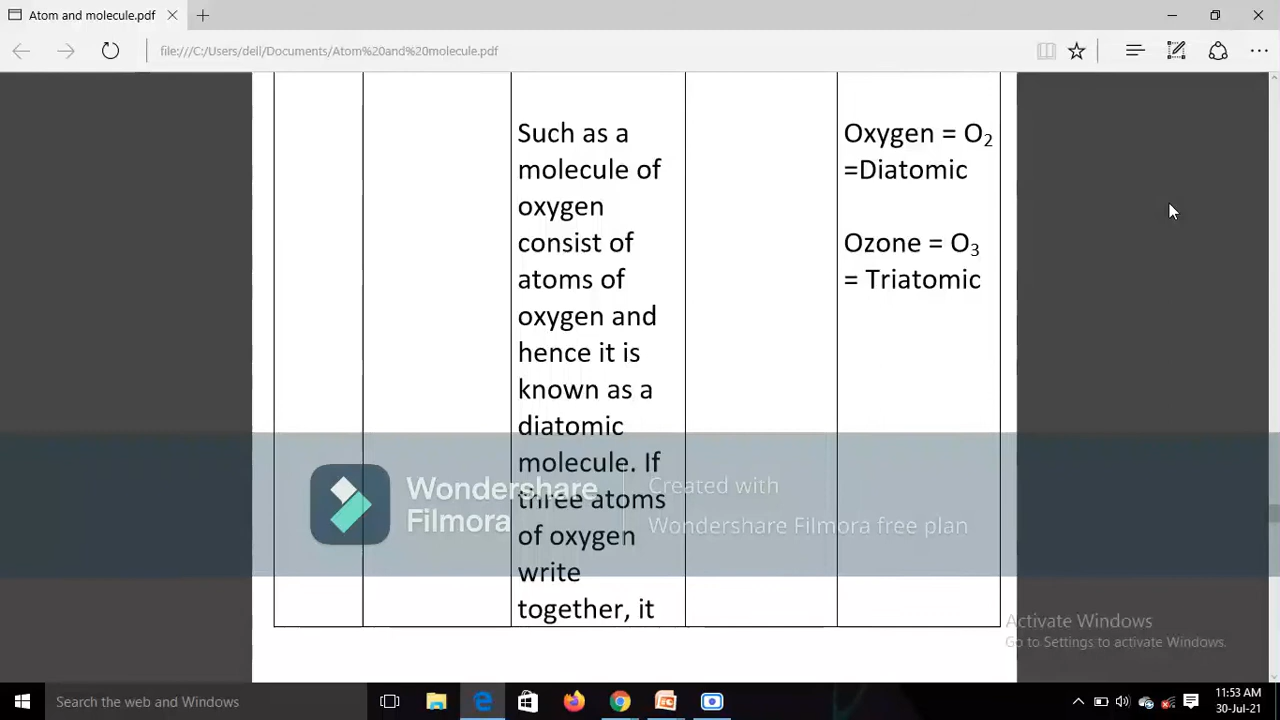 Atom and molecule.pdf
file:///C:/Users/dell/Documents/Atom%20and%20molecule.pdf
Such as a
molecule of
oxygen
consist of
atoms of
oxygen and
hence it is
known as a
diatomic
molecule. If
three atoms
of oxygen
write
together, it
Oxygen = O₂
=Diatomic
Ozone = O₃
= Triatomic
Wondershare
Filmora
Created with
Wondershare Filmora free plan
Activate Windows
Go to Settings to activate Windows.
Search the web and Windows
11:53 AM
30-Jul-21